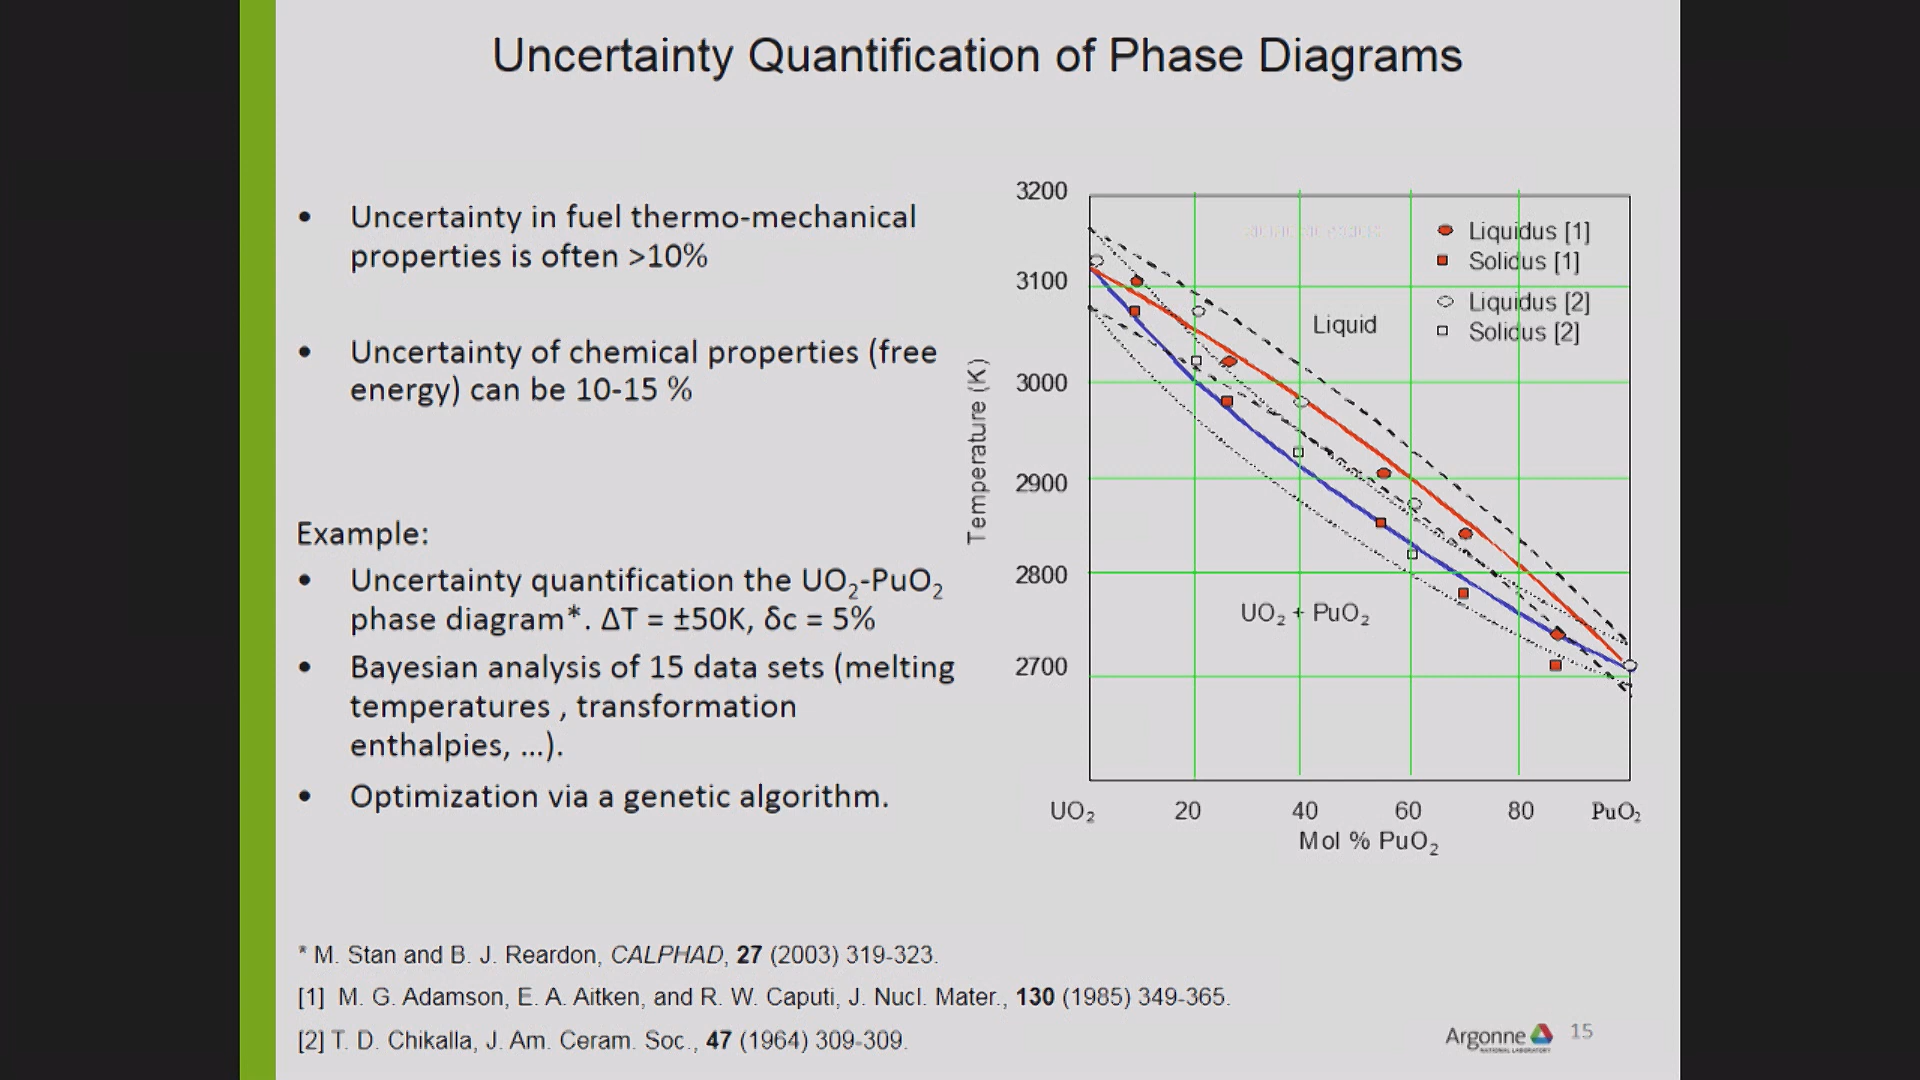 Uncertainty Quantification of Phase Diagrams
• Uncertainty in fuel thermo-mechanical
properties is often >10%
• Uncertainty of chemical properties (free
energy) can be 10-15 %
Example:
• Uncertainty quantification the UO₂-PuO₂
phase diagram*. ΔT = ±50K, δc = 5%
• Bayesian analysis of 15 data sets (melting
temperatures , transformation
enthalpies, ...).
• Optimization via a genetic algorithm.
3200
3100
3000
2900
2800
2700
Temperature (K)
Liquidus [1]
Solidus [1]
Liquidus [2]
Solidus [2]
Liquid
UO₂ + PuO₂
UO₂ 20 40 60 80 PuO₂
Mol % PuO₂
* M. Stan and B. J. Reardon, CALPHAD, 27 (2003) 319-323.
[1] M. G. Adamson, E. A. Aitken, and R. W. Caputi, J. Nucl. Mater., 130 (1985) 349-365.
[2] T. D. Chikalla, J. Am. Ceram. Soc., 47 (1964) 309-309.
Argonne
NATIONAL LABORATORY
15